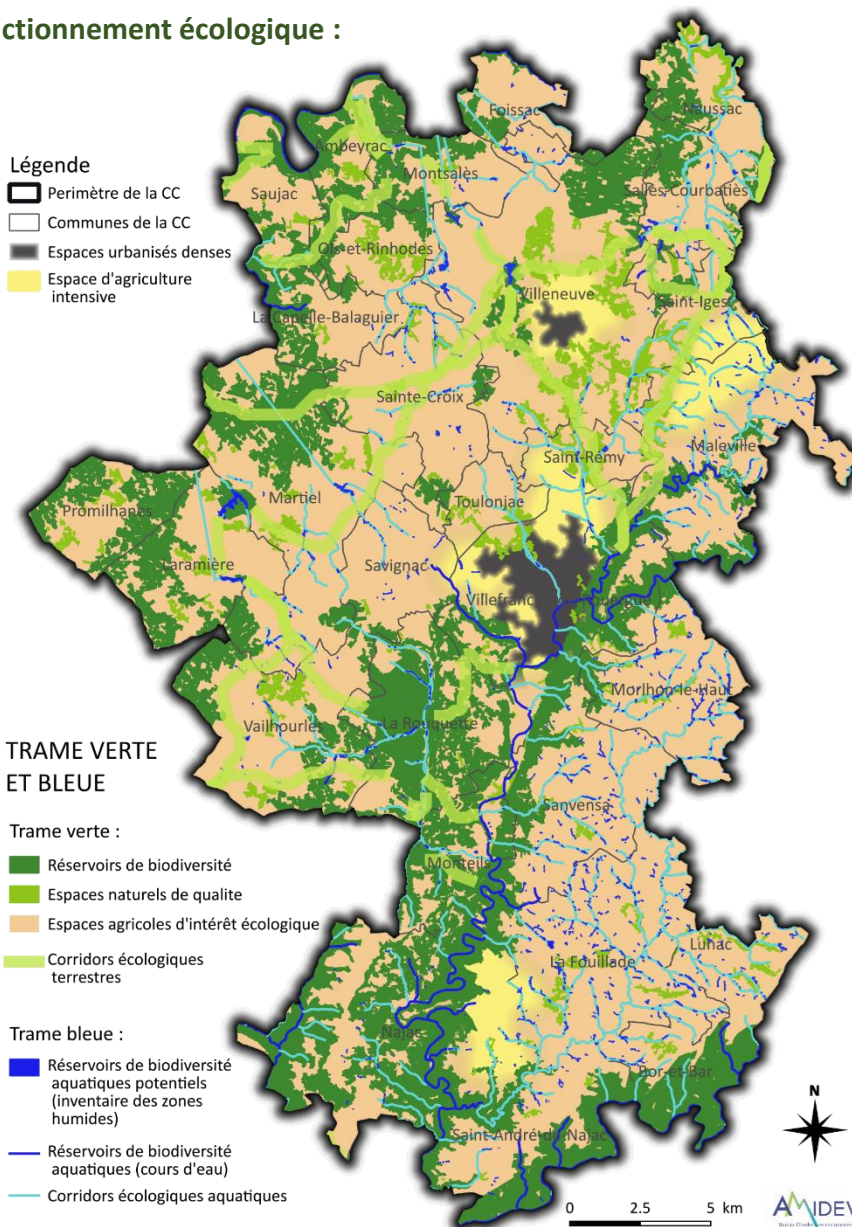 ctionnement écologique :
Légende
Perimètre de la CC
Communes de la CC
Espaces urbanisés denses
Espace d'agriculture
intensive
TRAME VERTE
ET BLEUE
Trame verte :
Réservoirs de biodiversité
Espaces naturels de qualite
Espaces agricoles d'intérêt écologique
Corridors écologiques
terrestres
Trame bleue :
Réservoirs de biodiversité
aquatiques potentiels
(inventaire des zones
humides)
Réservoirs de biodiversité
aquatiques (cours d'eau)
Corridors écologiques aquatiques
Foissac
Naussac
Ambeyrac
Montsalès
Saujac
Salles-Courbatiès
Ols-et-Rinhodes
Villeneuve
Saint-Igest
La Capelle-Balaguier
Sainte-Croix
Saint-Rémy
Maleville
Martiel
Toulonjac
Promilhanes
Laramière
Savignac
Villefranc
Morlhon-le-Haut
Vailhourles
La Rouquette
Sanvensa
Monteils
Lunac
La Fouillade
Najac
Bor-et-Bar
Saint-André-de-Najac
N
0 2.5 5 km
AMIDEV